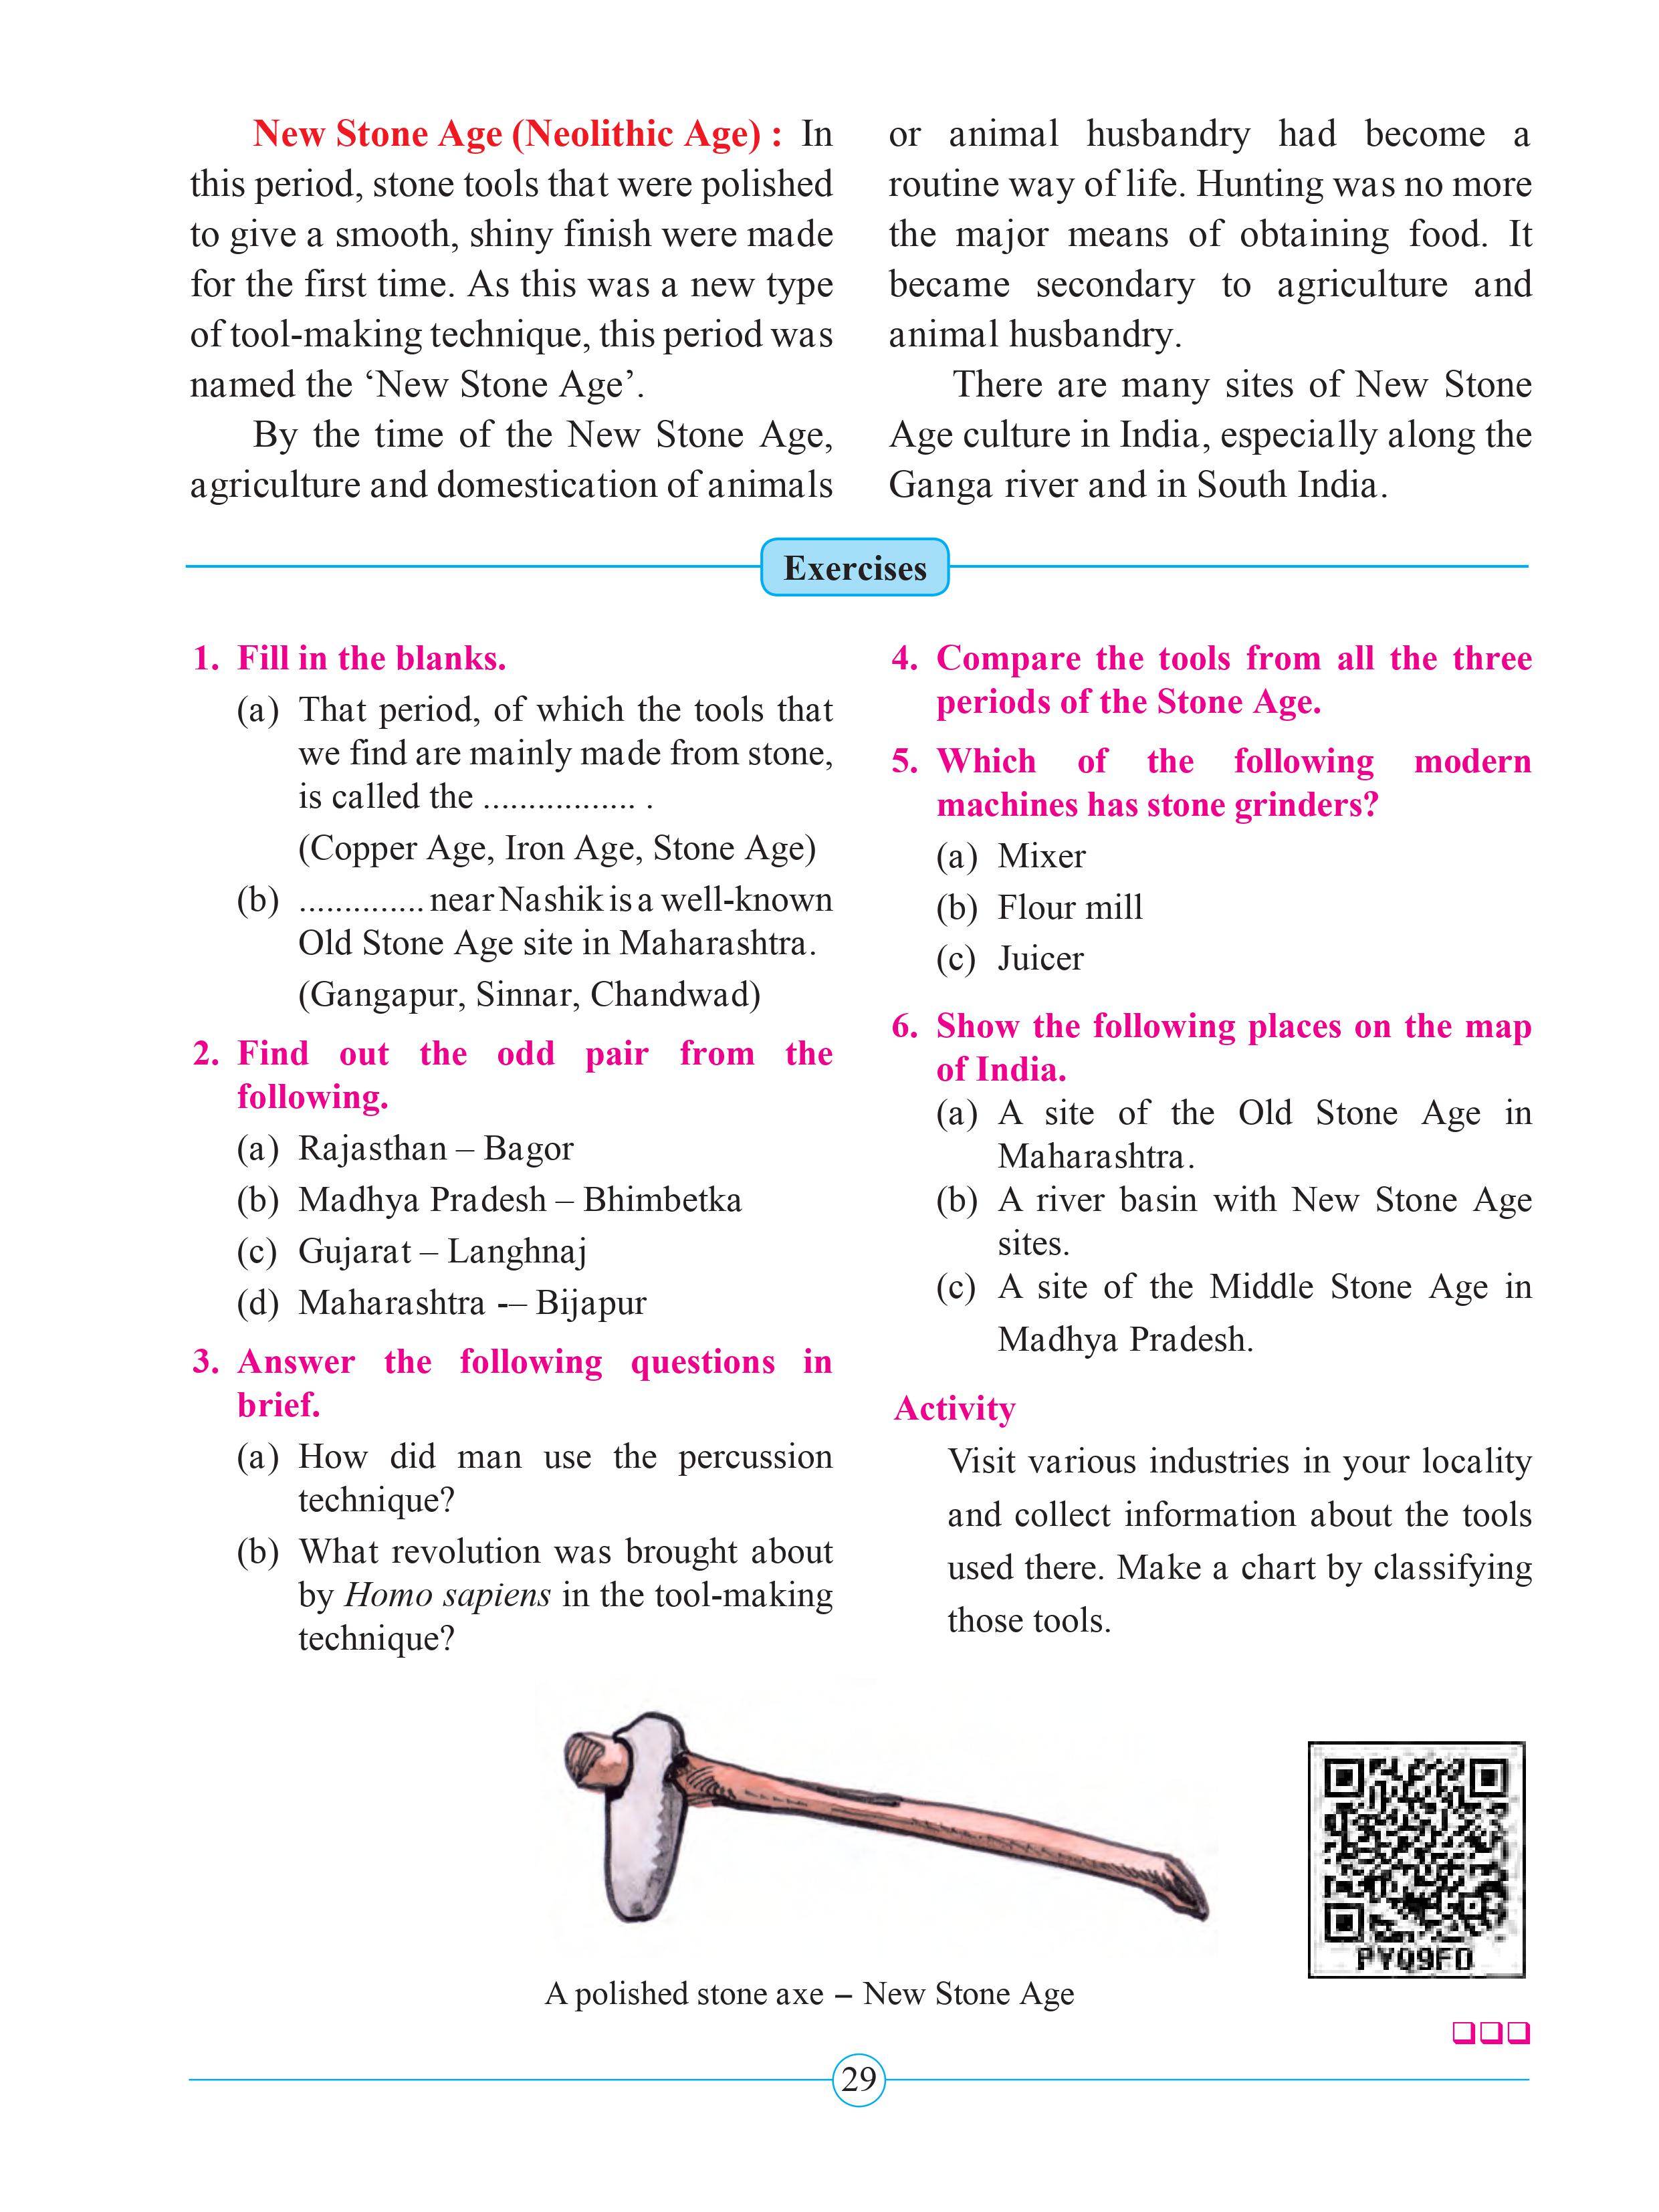 New Stone Age (Neolithic Age) : In
this period, stone tools that were polished
to give a smooth, shiny finish were made
for the first time. As this was a new type
of tool-making technique, this period was
named the ‘New Stone Age’.
By the time of the New Stone Age,
agriculture and domestication of animals
or animal husbandry had become a
routine way of life. Hunting was no more
the major means of obtaining food. It
became secondary to agriculture and
animal husbandry.
There are many sites of New Stone
Age culture in India, especially along the
Ganga river and in South India.
Exercises
1. Fill in the blanks.
(a) That period, of which the tools that
we find are mainly made from stone,
is called the ................. .
(Copper Age, Iron Age, Stone Age)
(b) .............. near Nashik is a well-known
Old Stone Age site in Maharashtra.
(Gangapur, Sinnar, Chandwad)
2. Find out the odd pair from the
following.
(a) Rajasthan – Bagor
(b) Madhya Pradesh – Bhimbetka
(c) Gujarat – Langhnaj
(d) Maharashtra -– Bijapur
3. Answer the following questions in
brief.
(a) How did man use the percussion
technique?
(b) What revolution was brought about
by Homo sapiens in the tool-making
technique?
4. Compare the tools from all the three
periods of the Stone Age.
5. Which of the following modern
machines has stone grinders?
(a) Mixer
(b) Flour mill
(c) Juicer
6. Show the following places on the map
of India.
(a) A site of the Old Stone Age in
Maharashtra.
(b) A river basin with New Stone Age
sites.
(c) A site of the Middle Stone Age in
Madhya Pradesh.
Activity
Visit various industries in your locality
and collect information about the tools
used there. Make a chart by classifying
those tools.
PYQ9FD
A polished stone axe – New Stone Age
❑❑❑
29